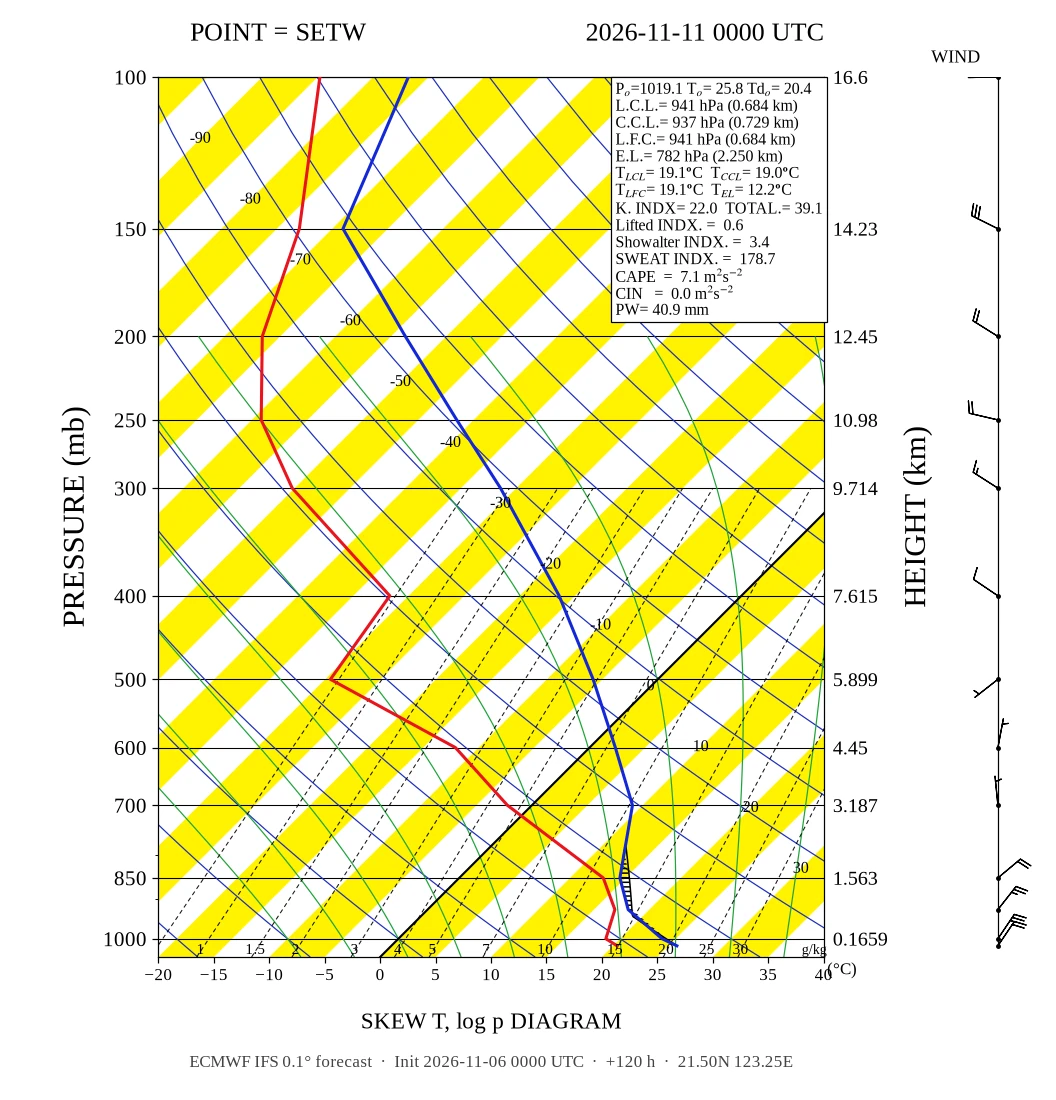 POINT = SETW
2026-11-11 0000 UTC
WIND
100
16.6
Pₒ=1019.1 Tₒ= 25.8 Tdₒ= 20.4
L.C.L.= 941 hPa (0.684 km)
C.C.L.= 937 hPa (0.729 km)
L.F.C.= 941 hPa (0.684 km)
E.L.= 782 hPa (2.250 km)
T_LCL= 19.1°C T_CCL= 19.0°C
T_LFC= 19.1°C T_EL= 12.2°C
K. INDX= 22.0 TOTAL.= 39.1
Lifted INDX. = 0.6
Showalter INDX. = 3.4
SWEAT INDX. = 178.7
CAPE = 7.1 m²s⁻²
CIN = 0.0 m²s⁻²
PW= 40.9 mm
-90
-80
150
14.23
-70
-60
200
12.45
-50
250
10.98
-40
300
9.714
-30
PRESSURE (mb)
HEIGHT (km)
-20
400
7.615
-10
500
5.899
0
600
4.45
10
700
3.187
20
850
1.563
30
1000
0.1659
1 1.5 2 3 4 5 7 10 15 20 25 30 g/kg
−20 −15 −10 −5 0 5 10 15 20 25 30 35 40
(°C)
SKEW T, log p DIAGRAM
ECMWF IFS 0.1° forecast · Init 2026-11-06 0000 UTC · +120 h · 21.50N 123.25E